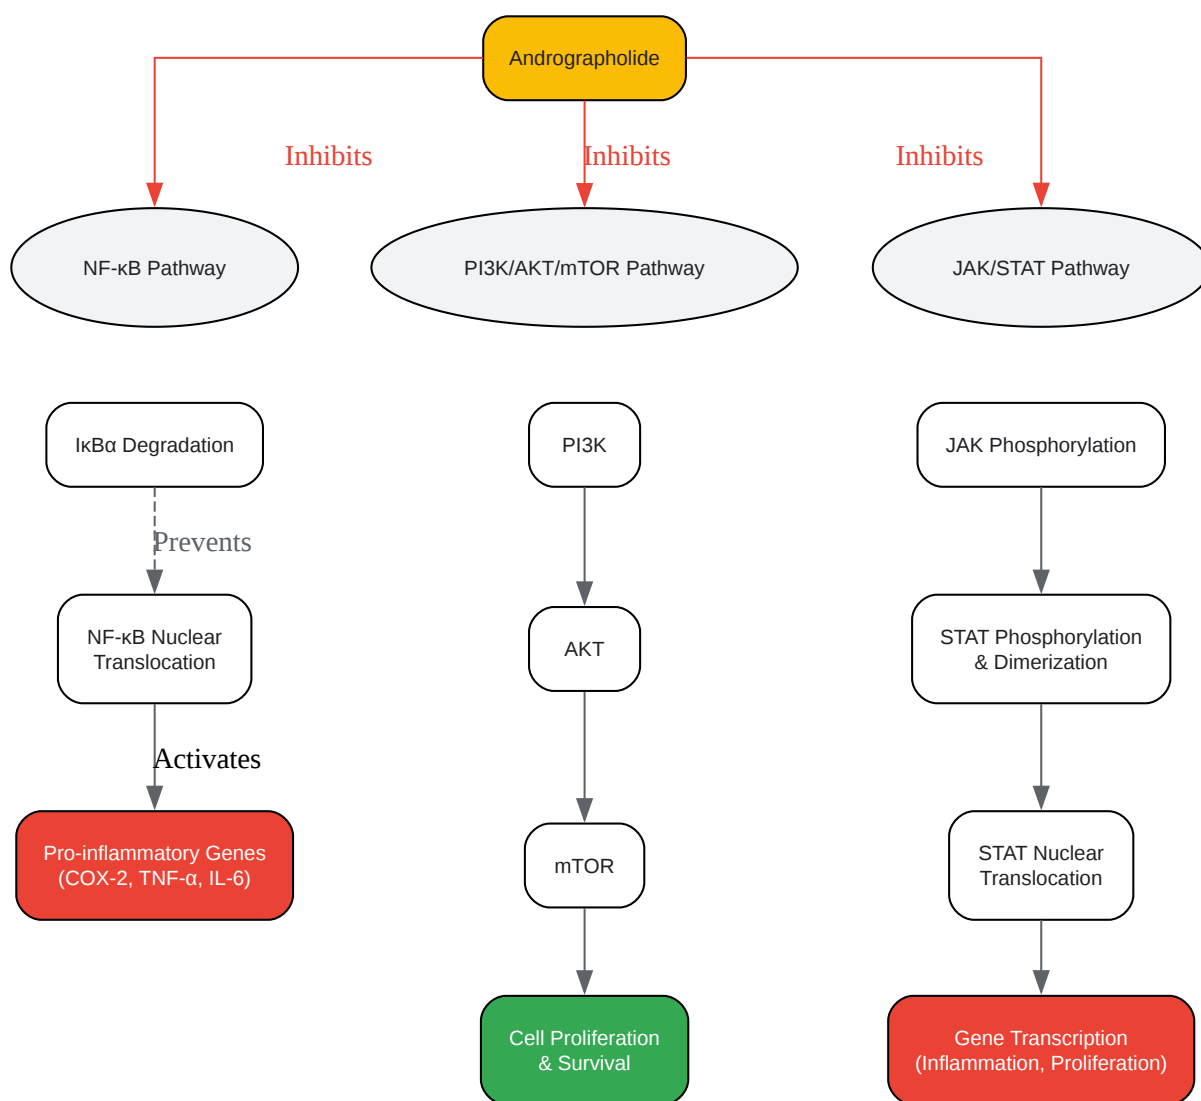 Andrographolide
Inhibits
Inhibits
Inhibits
NF-κB Pathway
PI3K/AKT/mTOR Pathway
JAK/STAT Pathway
IκBα Degradation
PI3K
JAK Phosphorylation
Prevents
NF-κB Nuclear
Translocation
AKT
STAT Phosphorylation
& Dimerization
Activates
Pro-inflammatory Genes
(COX-2, TNF-α, IL-6)
mTOR
STAT Nuclear
Translocation
Cell Proliferation
& Survival
Gene Transcription
(Inflammation, Proliferation)